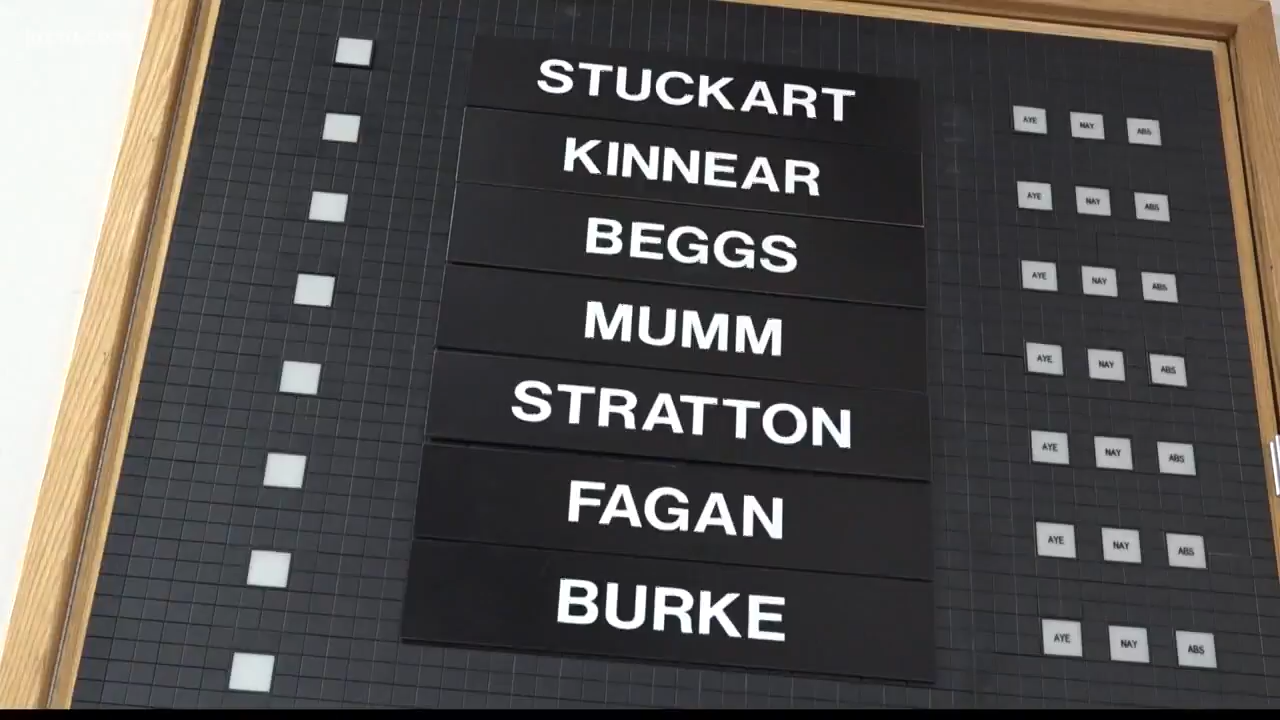 STUCKART AYE NAY ABS
KINNEAR AYE NAY ABS
BEGGS AYE NAY ABS
MUMM AYE NAY ABS
STRATTON AYE NAY ABS
FAGAN AYE NAY ABS
BURKE AYE NAY ABS